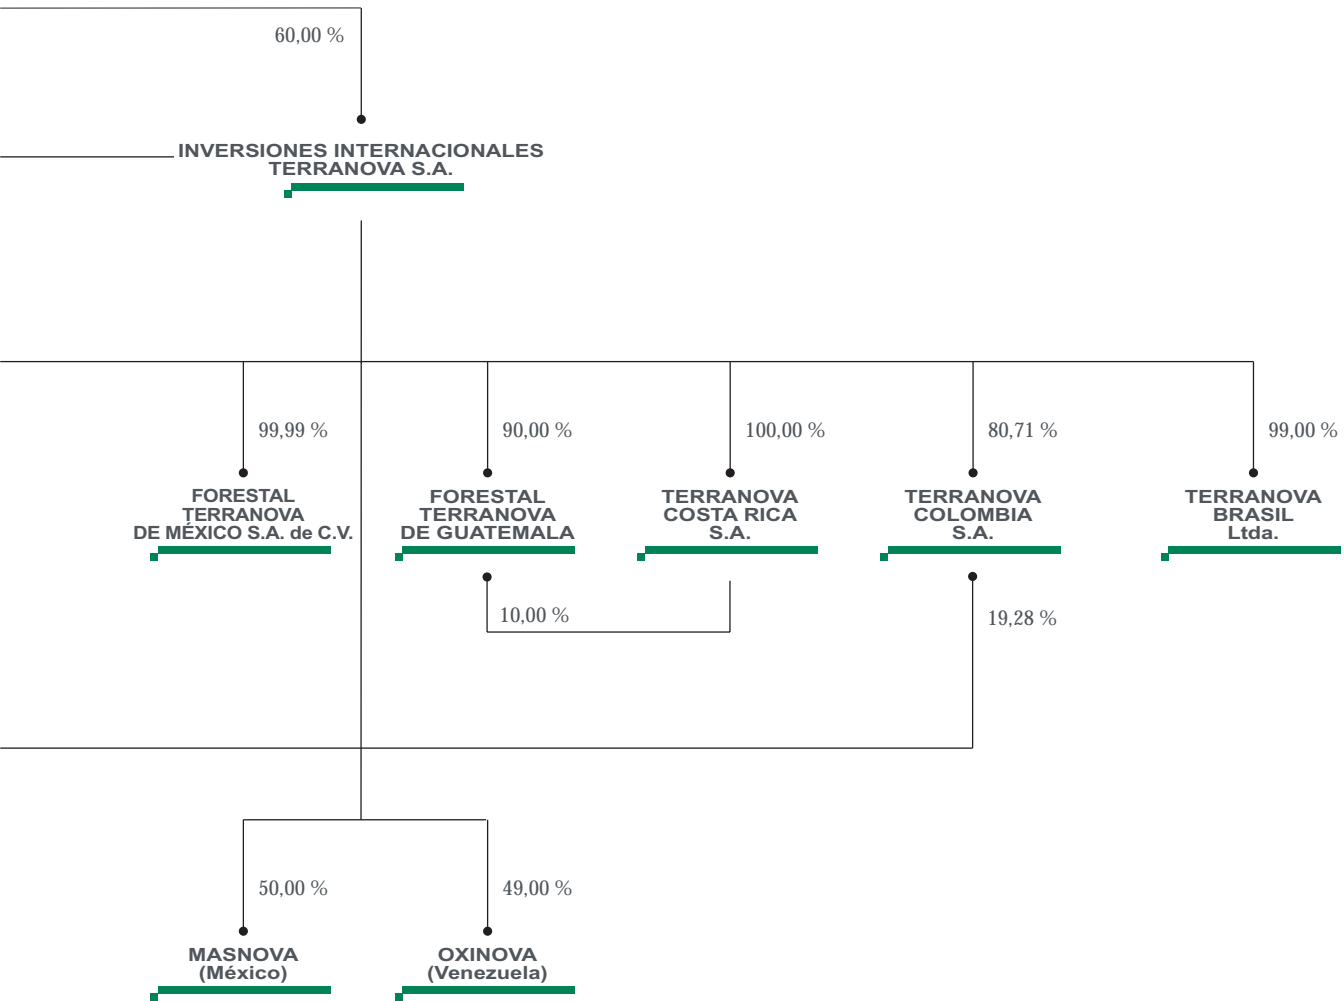 60,00 %
INVERSIONES INTERNACIONALES
TERRANOVA S.A.
99,99 %
90,00 %
100,00 %
80,71 %
99,00 %
FORESTAL
TERRANOVA
DE MÉXICO S.A. de C.V.
FORESTAL
TERRANOVA
DE GUATEMALA
TERRANOVA
COSTA RICA
S.A.
TERRANOVA
COLOMBIA
S.A.
TERRANOVA
BRASIL
Ltda.
10,00 %
19,28 %
50,00 %
49,00 %
MASNOVA
(México)
OXINOVA
(Venezuela)